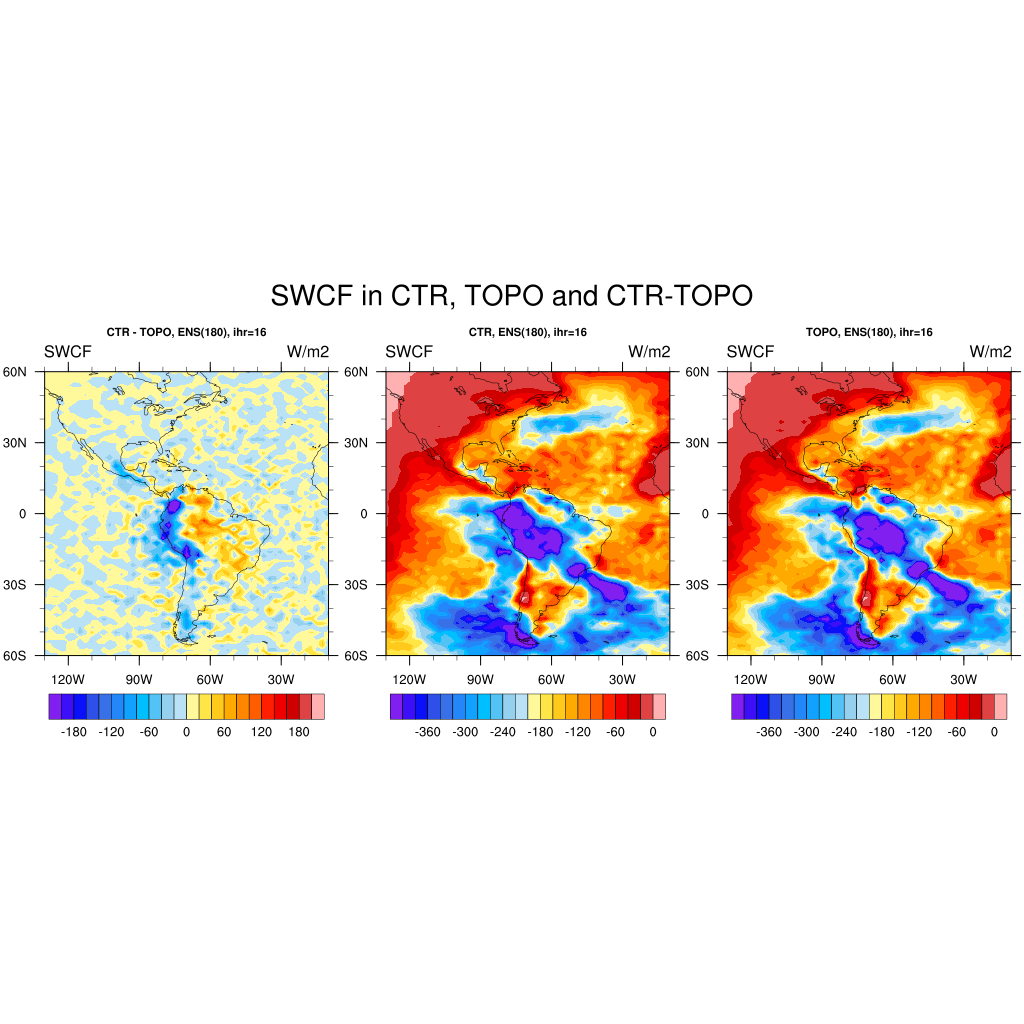 SWCF in CTR, TOPO and CTR-TOPO
CTR - TOPO, ENS(180), ihr=16
SWCF W/m2
60N
30N
0
30S
60S
120W 90W 60W 30W
-180 -120 -60 0 60 120 180
CTR, ENS(180), ihr=16
SWCF W/m2
60N
30N
0
30S
60S
120W 90W 60W 30W
-360 -300 -240 -180 -120 -60 0
TOPO, ENS(180), ihr=16
SWCF W/m2
60N
30N
0
30S
60S
120W 90W 60W 30W
-360 -300 -240 -180 -120 -60 0